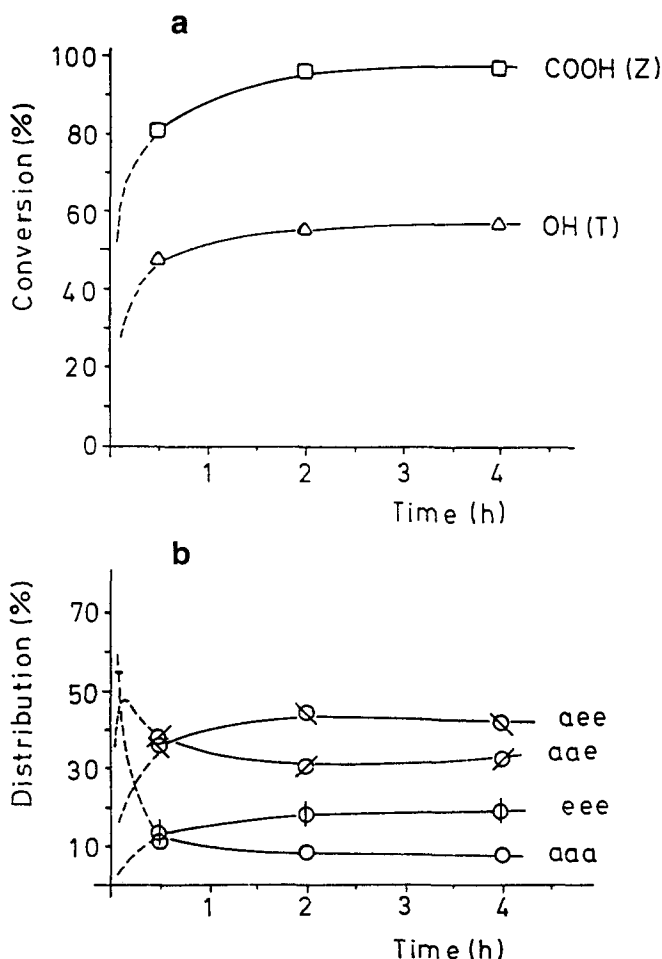 a
100
80
60
40
20
0
Conversion (%)
COOH (Z)
OH (T)
1 2 3 4
Time (h)
b
70
50
30
10
Distribution (%)
aee
aae
eee
aaa
1 2 3 4
Time (h)